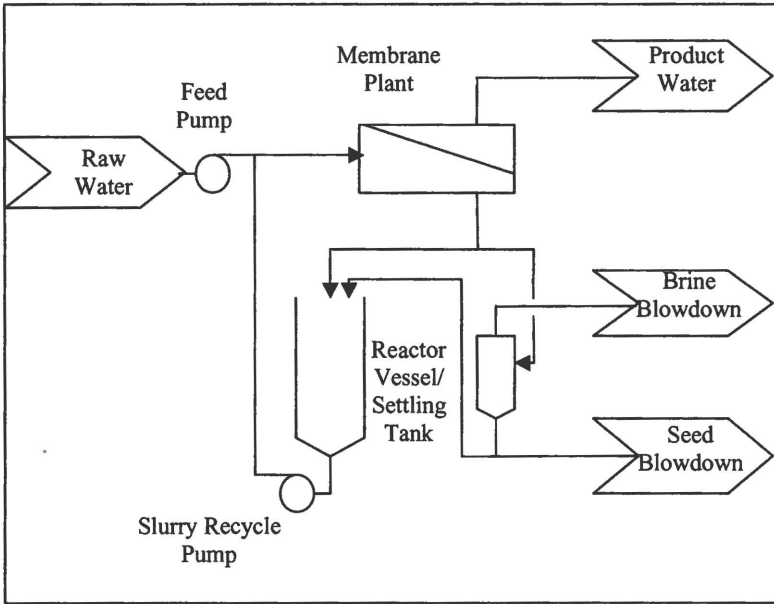 Membrane
Plant
Product
Water
Feed
Pump
Raw
Water
Brine
Blowdown
Reactor
Vessel/
Settling
Tank
Seed
Blowdown
Slurry Recycle
Pump